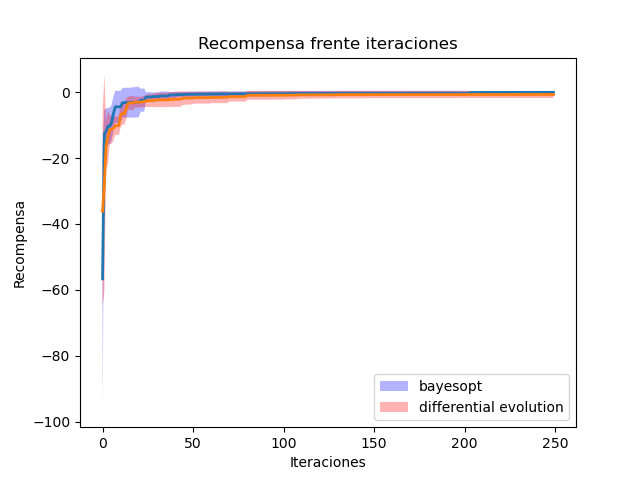 Recompensa frente iteraciones
0
−20
−40
−60
−80
−100
Recompensa
0 50 100 150 200 250
Iteraciones
bayesopt
differential evolution